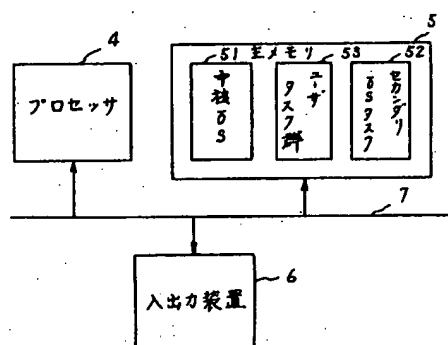 4
プロセッサ
5
51
主メモリ
53
52
中核OS
ユーザ
タスク群
セカンダリ
OSタスク
7
6
入出力装置